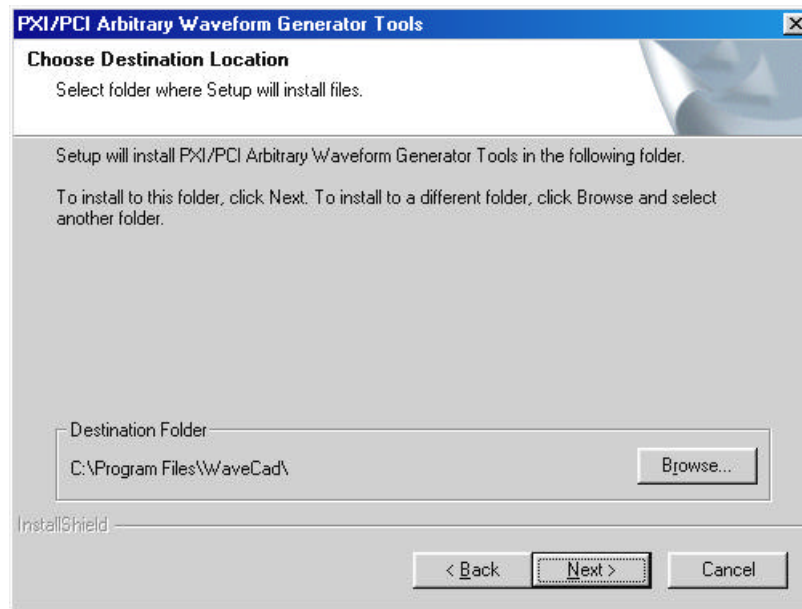 PXI/PCI Arbitrary Waveform Generator Tools
Choose Destination Location
Select folder where Setup will install files.
Setup will install PXI/PCI Arbitrary Waveform Generator Tools in the following folder.
To install to this folder, click Next. To install to a different folder, click Browse and select
another folder.
Destination Folder
C:\Program Files\WaveCad\
Browse...
InstallShield
< Back
Next >
Cancel